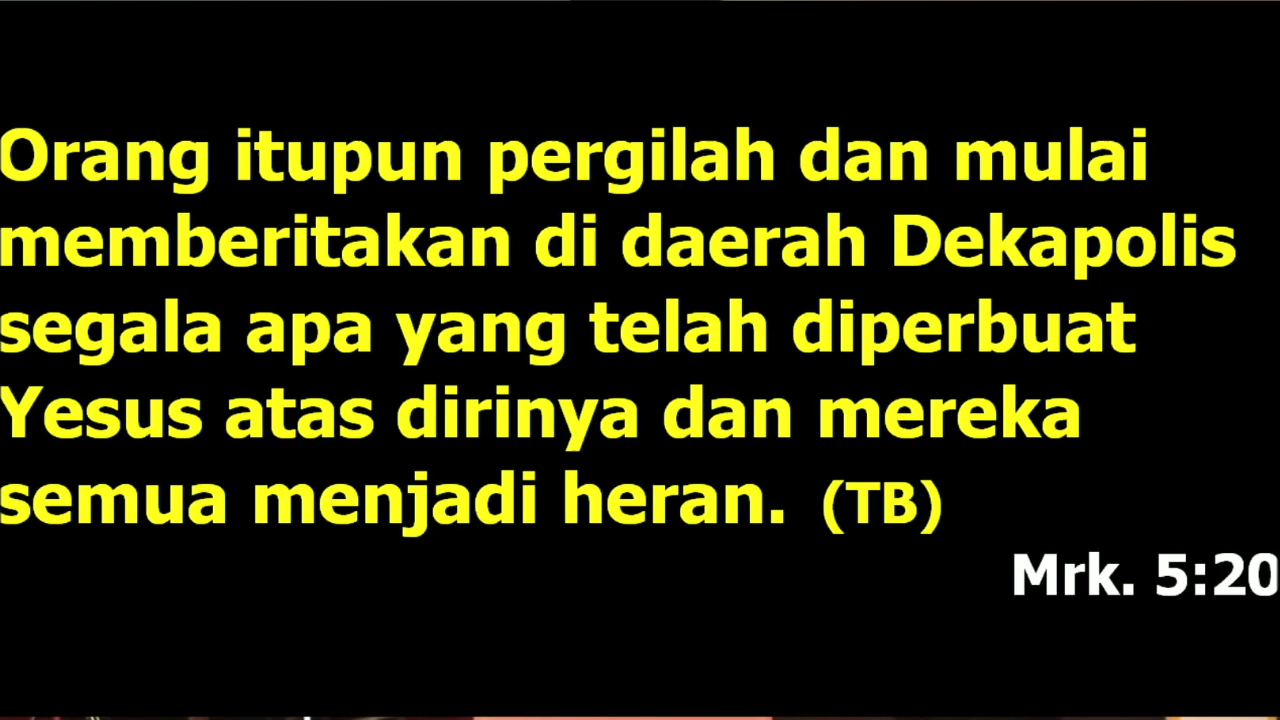 Orang itupun pergilah dan mulai
memberitakan di daerah Dekapolis
segala apa yang telah diperbuat
Yesus atas dirinya dan mereka
semua menjadi heran. (TB)
Mrk. 5:20